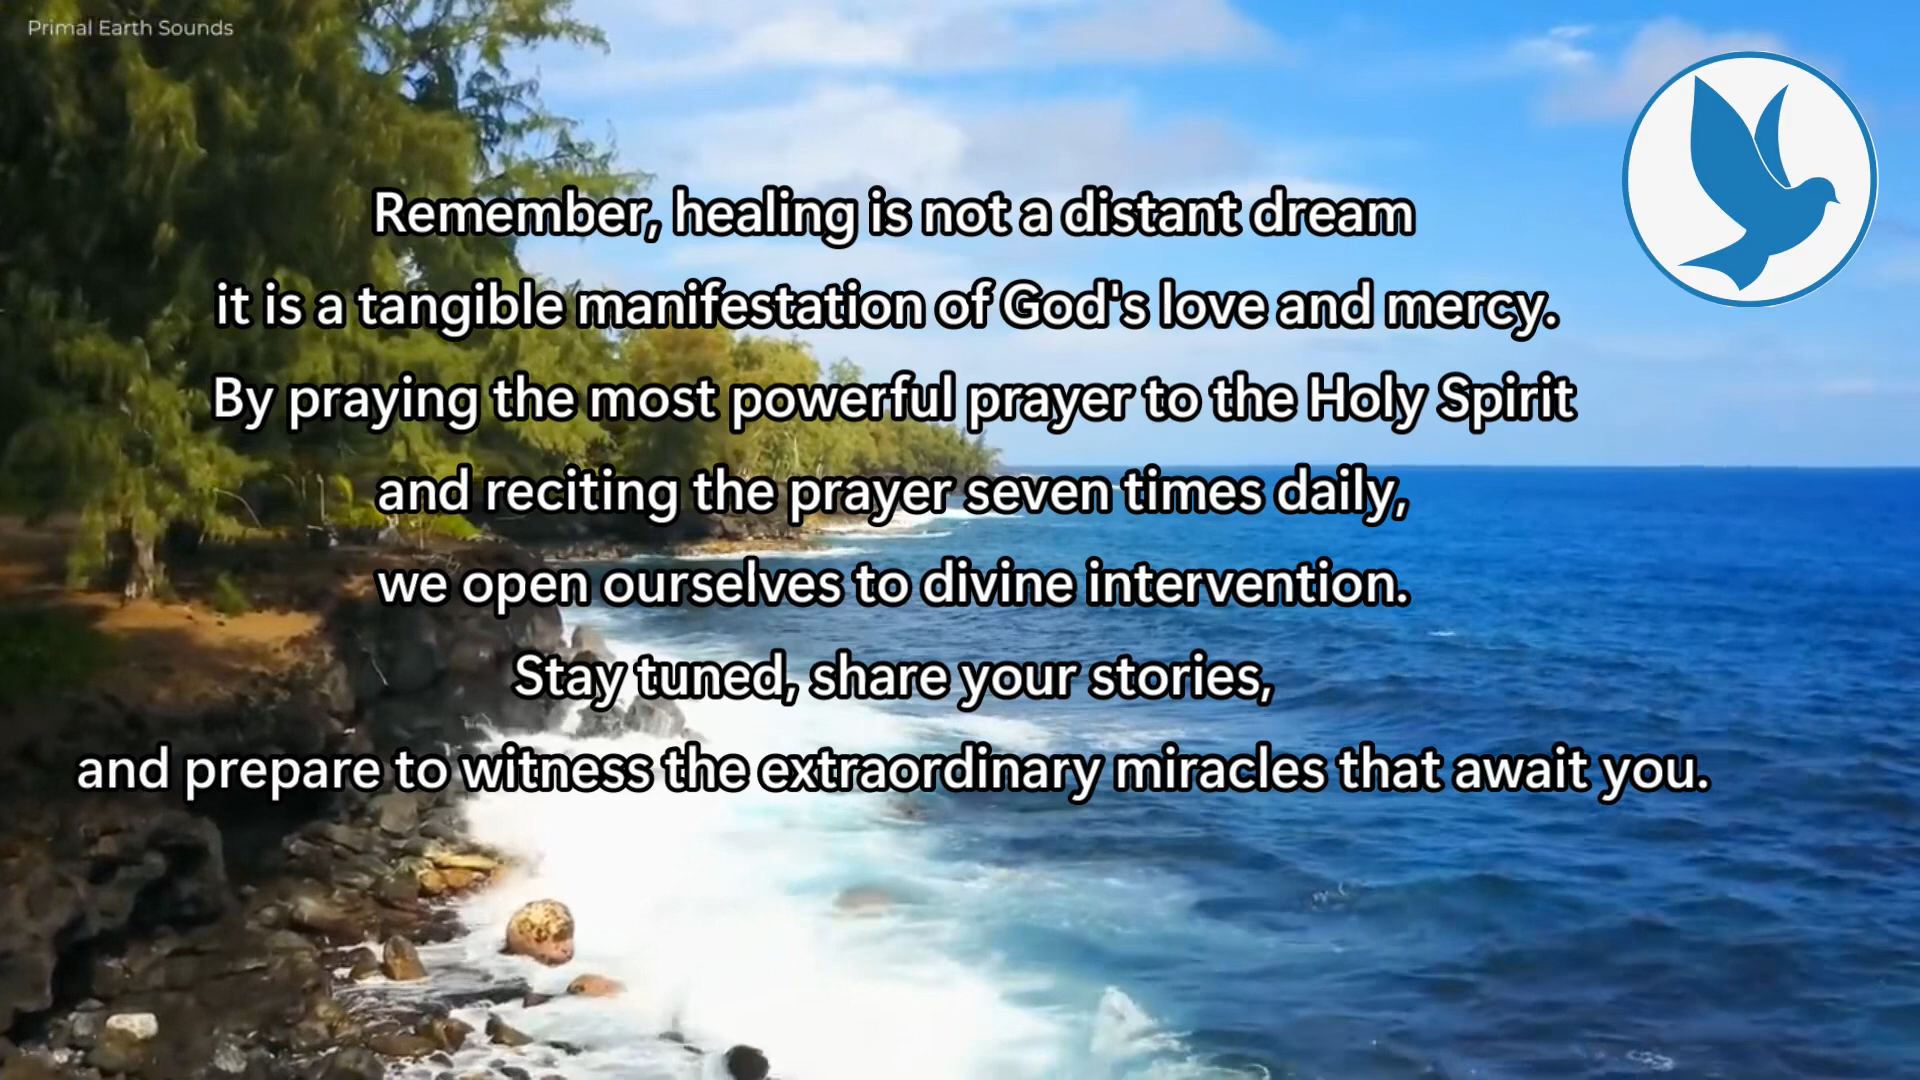 Primal Earth Sounds
Remember, healing is not a distant dream
it is a tangible manifestation of God's love and mercy.
By praying the most powerful prayer to the Holy Spirit
and reciting the prayer seven times daily,
we open ourselves to divine intervention.
Stay tuned, share your stories,
and prepare to witness the extraordinary miracles that await you.